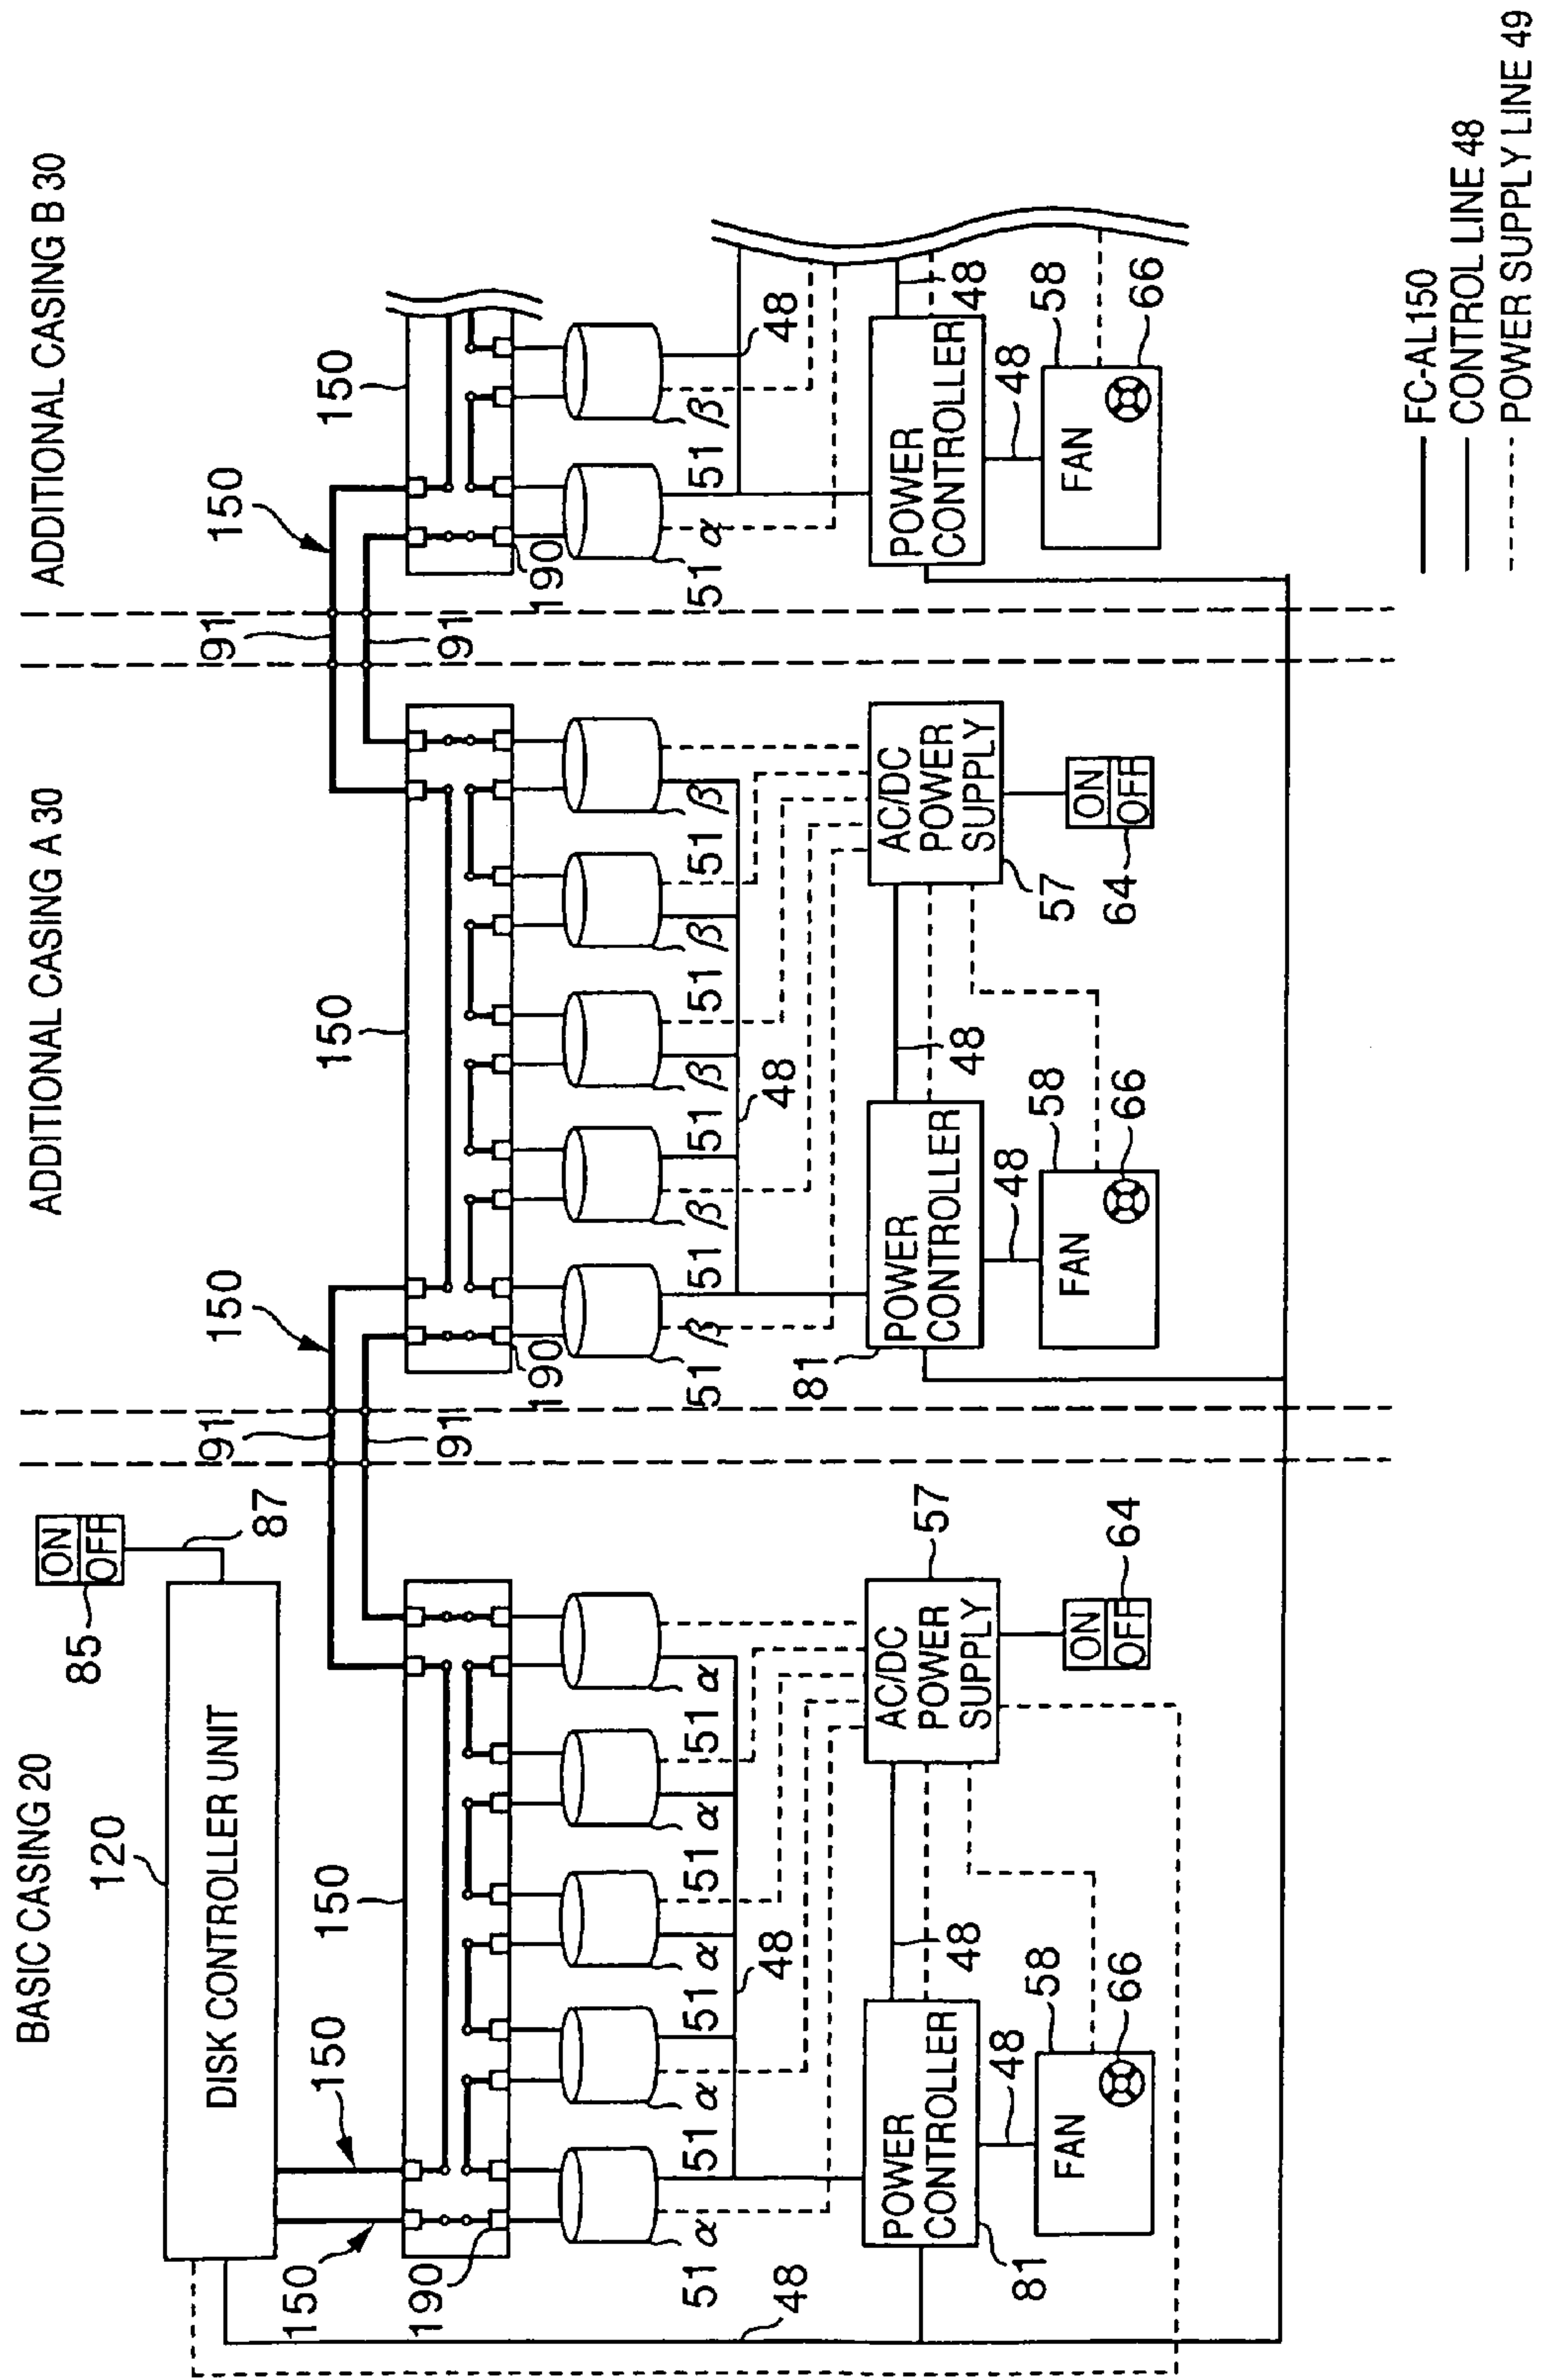 BASIC CASING 20
ADDITIONAL CASING A 30
ADDITIONAL CASING B 30
120
DISK CONTROLLER UNIT
85
ON
OFF
87
150
150
150
190
91
91
150
150
190
91
91
150
150
190
51 α
51 α
51 α
51 α
51 α
51 β
51 β
51 β
51 β
51 β
51 α
51 β
48
48
48
48
POWER
CONTROLLER
81
48
AC/DC
POWER
SUPPLY
57
ON
OFF
64
48
FAN
58
66
POWER
CONTROLLER
81
48
AC/DC
POWER
SUPPLY
57
ON
OFF
64
48
FAN
58
66
POWER
CONTROLLER
48
48
FAN
58
66
FC-AL150
CONTROL LINE 48
POWER SUPPLY LINE 49